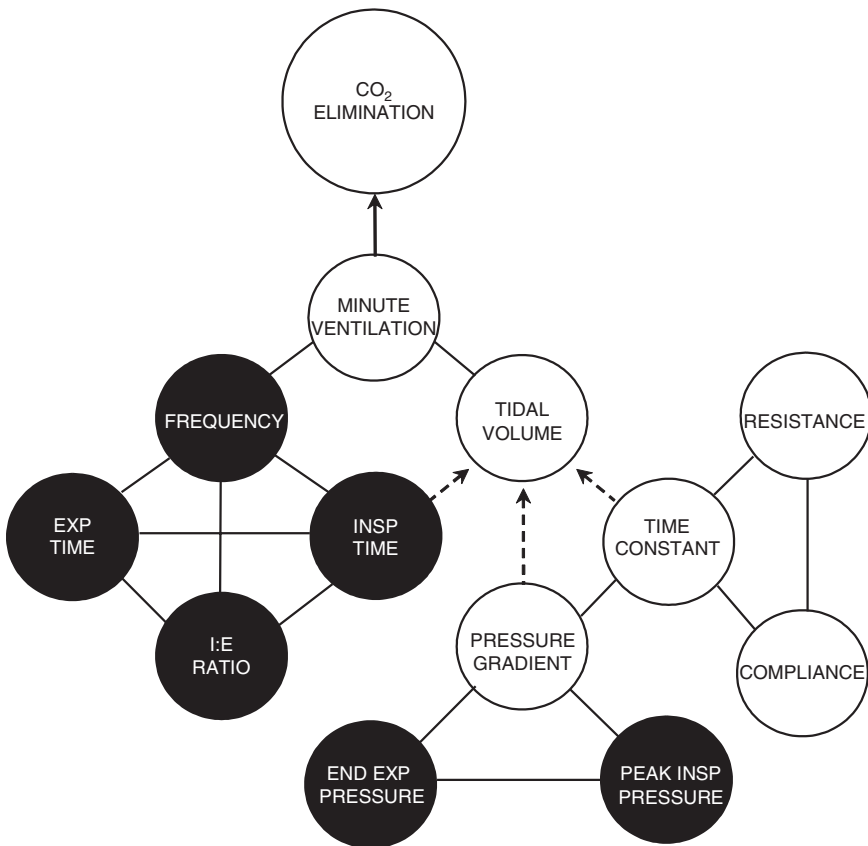 CO₂
ELIMINATION
MINUTE
VENTILATION
FREQUENCY
TIDAL
VOLUME
RESISTANCE
EXP
TIME
INSP
TIME
TIME
CONSTANT
I:E
RATIO
PRESSURE
GRADIENT
COMPLIANCE
END EXP
PRESSURE
PEAK INSP
PRESSURE